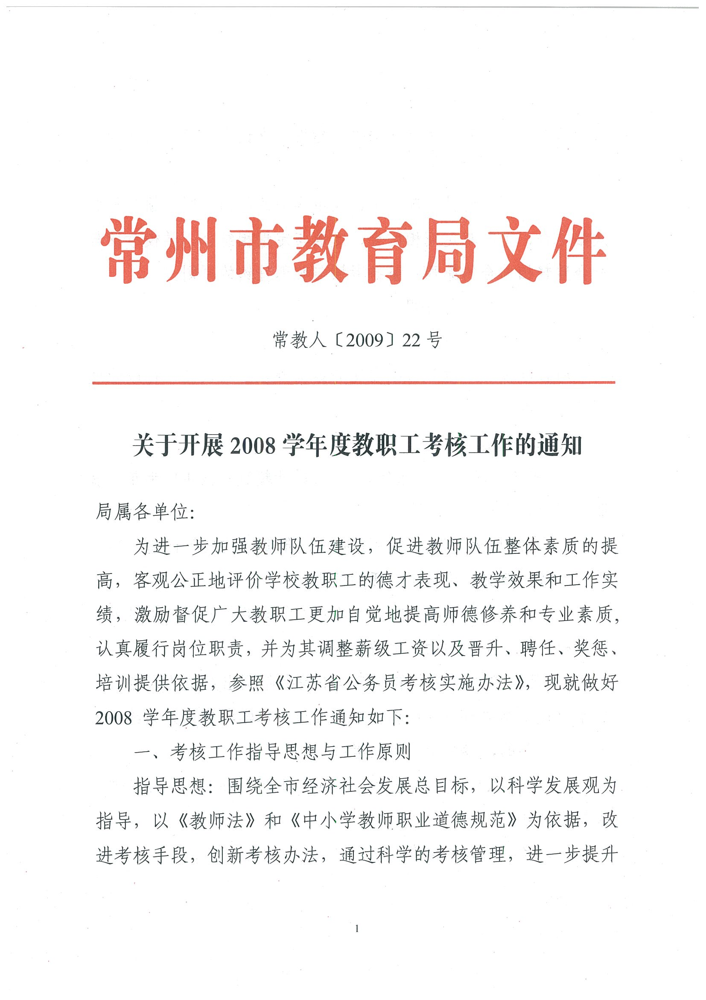 常州市教育局文件
常教人〔2009〕22 号
关于开展 2008 学年度教职工考核工作的通知
局属各单位：
为进一步加强教师队伍建设，促进教师队伍整体素质的提
高，客观公正地评价学校教职工的德才表现、教学效果和工作实
绩，激励督促广大教职工更加自觉地提高师德修养和专业素质，
认真履行岗位职责，并为其调整薪级工资以及晋升、聘任、奖惩、
培训提供依据，参照《江苏省公务员考核实施办法》，现就做好
2008 学年度教职工考核工作通知如下：
一、考核工作指导思想与工作原则
指导思想：围绕全市经济社会发展总目标，以科学发展观为
指导，以《教师法》和《中小学教师职业道德规范》为依据，改
进考核手段，创新考核办法，通过科学的考核管理，进一步提升
1